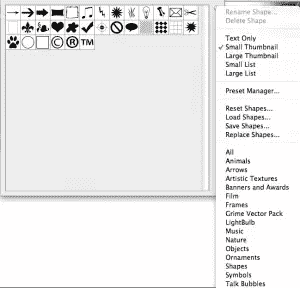 Rename Shape...
Delete Shape...
Text Only
✓ Small Thumbnail
Large Thumbnail
Small List
Large List
Preset Manager...
Reset Shapes...
Load Shapes...
Save Shapes...
Replace Shapes...
All
Animals
Arrows
Artistic Textures
Banners and Awards
Film
Frames
Grime Vector Pack
LightBulb
Music
Nature
Objects
Ornaments
Shapes
Symbols
Talk Bubbles
© ® TM